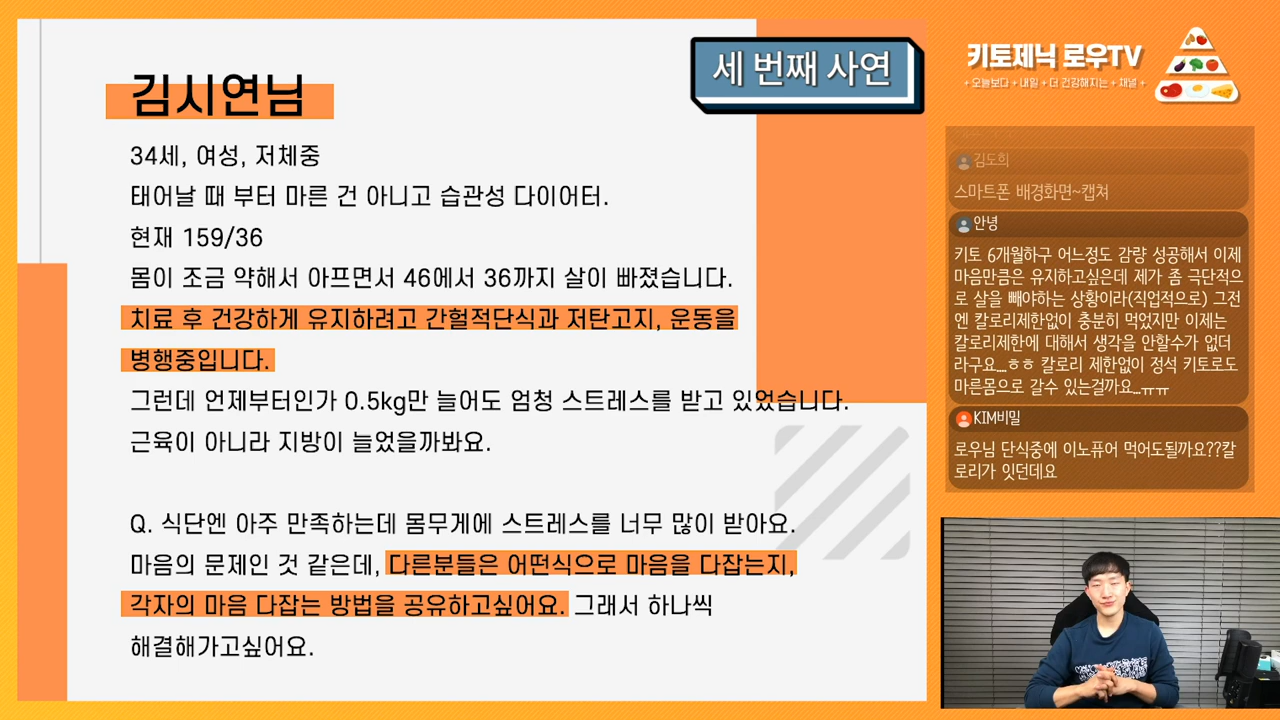 세 번째 사연
김시연님
34세, 여성, 저체중
태어날 때 부터 마른 건 아니고 습관성 다이어터.
현재 159/36
몸이 조금 약해서 아프면서 46에서 36까지 살이 빠졌습니다.
치료 후 건강하게 유지하려고 간헐적단식과 저탄고지, 운동을
병행중입니다.
그런데 언제부터인가 0.5kg만 늘어도 엄청 스트레스를 받고 있었습니다.
근육이 아니라 지방이 늘었을까봐요.
Q. 식단엔 아주 만족하는데 몸무게에 스트레스를 너무 많이 받아요.
마음의 문제인 것 같은데, 다른분들은 어떤식으로 마음을 다잡는지,
각자의 마음 다잡는 방법을 공유하고싶어요. 그래서 하나씩
해결해가고싶어요.
키토제닉 로우TV
+ 오늘보다 + 내일 + 더 건강해지는 + 채널 +
김도희
스마트폰 배경화면~캡쳐
안녕
키토 6개월하구 어느정도 감량 성공해서 이제
마음만큼은 유지하고싶은데 제가 좀 극단적으
로 살을 빼야하는 상황이라(직업적으로) 그전
엔 칼로리제한없이 충분히 먹었지만 이제는
칼로리제한에 대해서 생각을 안할수가 없더
라구요...ㅎㅎ 칼로리 제한없이 정석 키토로도
마른몸으로 갈수 있는걸까요...ㅠㅠ
KIM비밀
로우님 단식중에 이노퓨어 먹어도될까요??칼
로리가 잇던데요